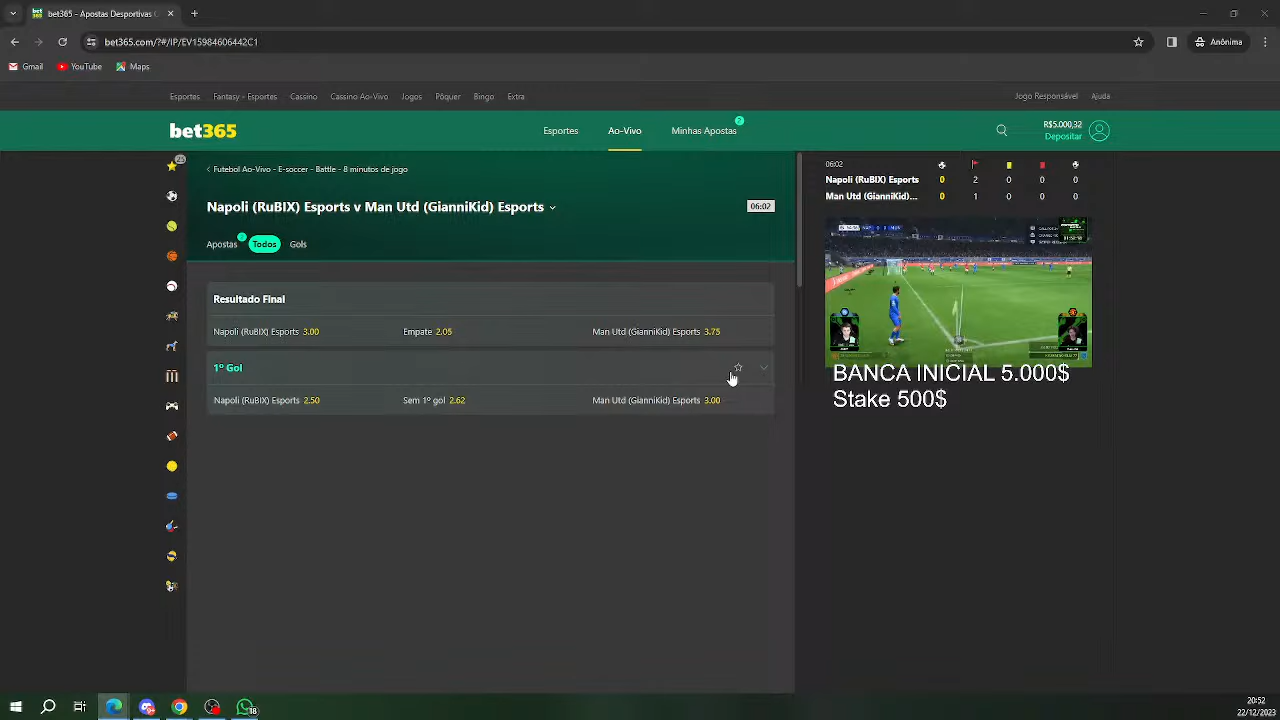 bet365 - Apostas Desportivas
bet365.com/?#/IP/EV15984606442C1
Anônima
Gmail
YouTube
Maps
Esportes
Fantasy - Esportes
Cassino
Cassino Ao-Vivo
Jogos
Pôquer
Bingo
Extra
Jogo Responsável
Ajuda
bet365
Esportes
Ao-Vivo
Minhas Apostas
2
R$5.000,32
Depositar
23
Futebol Ao-Vivo - E-soccer - Battle - 8 minutos de jogo
Napoli (RuBIX) Esports v Man Utd (GianniKid) Esports
06:02
Apostas
2
Todos
Gols
Resultado Final
Napoli (RuBIX) Esports 3.00
Empate 2.05
Man Utd (GianniKid) Esports 3.75
1º Gol
Napoli (RuBIX) Esports 2.50
Sem 1º gol 2.62
Man Utd (GianniKid) Esports 3.00
06:02
Napoli (RuBIX) Esports 0 2 0 0 0
Man Utd (GianniKid)... 0 1 0 0 0
BANCA INICIAL 5.000$
Stake 500$
18
20:52
22/12/2023